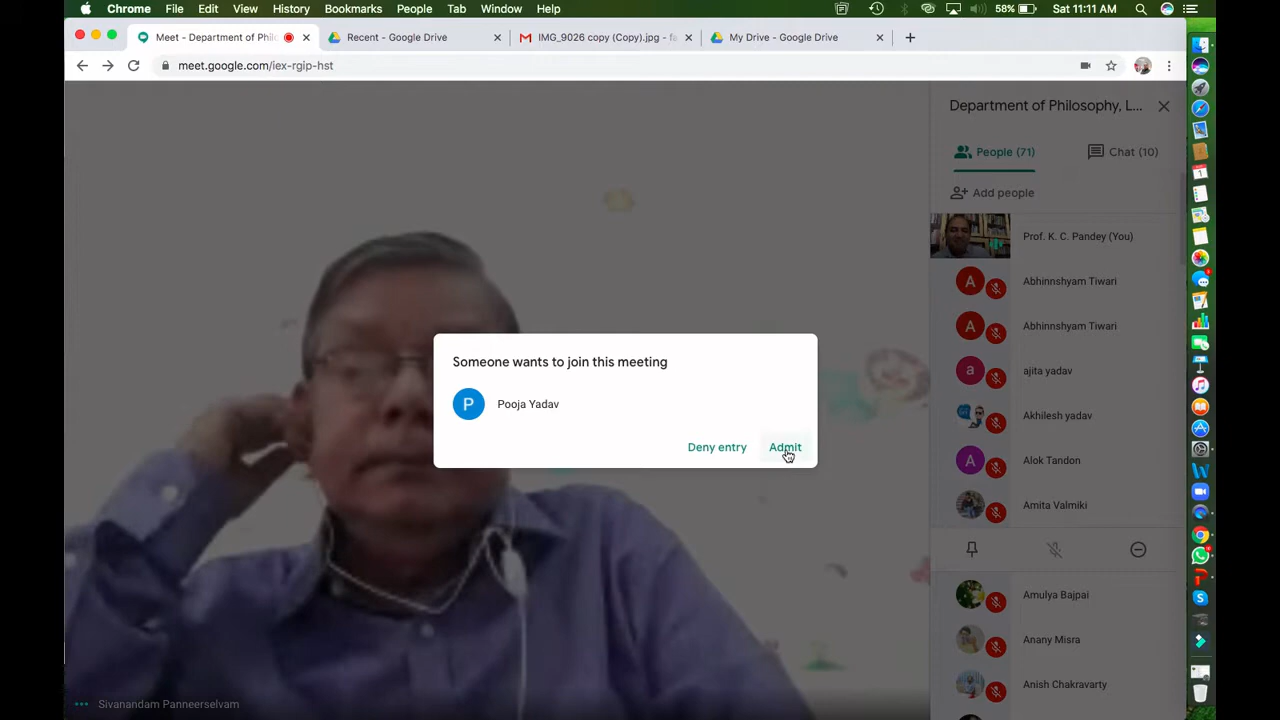 Chrome File Edit View History Bookmarks People Tab Window Help 58% Sat 11:11 AM
Meet - Department of Phil Recent - Google Drive IMG_9026 copy (Copy).jpg - My Drive - Google Drive
meet.google.com/iex-rgip-hst
Department of Philosophy, L...
People (71) Chat (10)
Add people
Prof. K. C. Pandey (You)
A Abhinnshyam Tiwari
A Abhinnshyam Tiwari
Someone wants to join this meeting
a ajita yadav
P Pooja Yadav
Akhilesh yadav
Deny entry Admit
A Alok Tandon
Amita Valmiki
Amulya Bajpai
Anany Misra
Anish Chakravarty
Sivanandam Panneerselvam